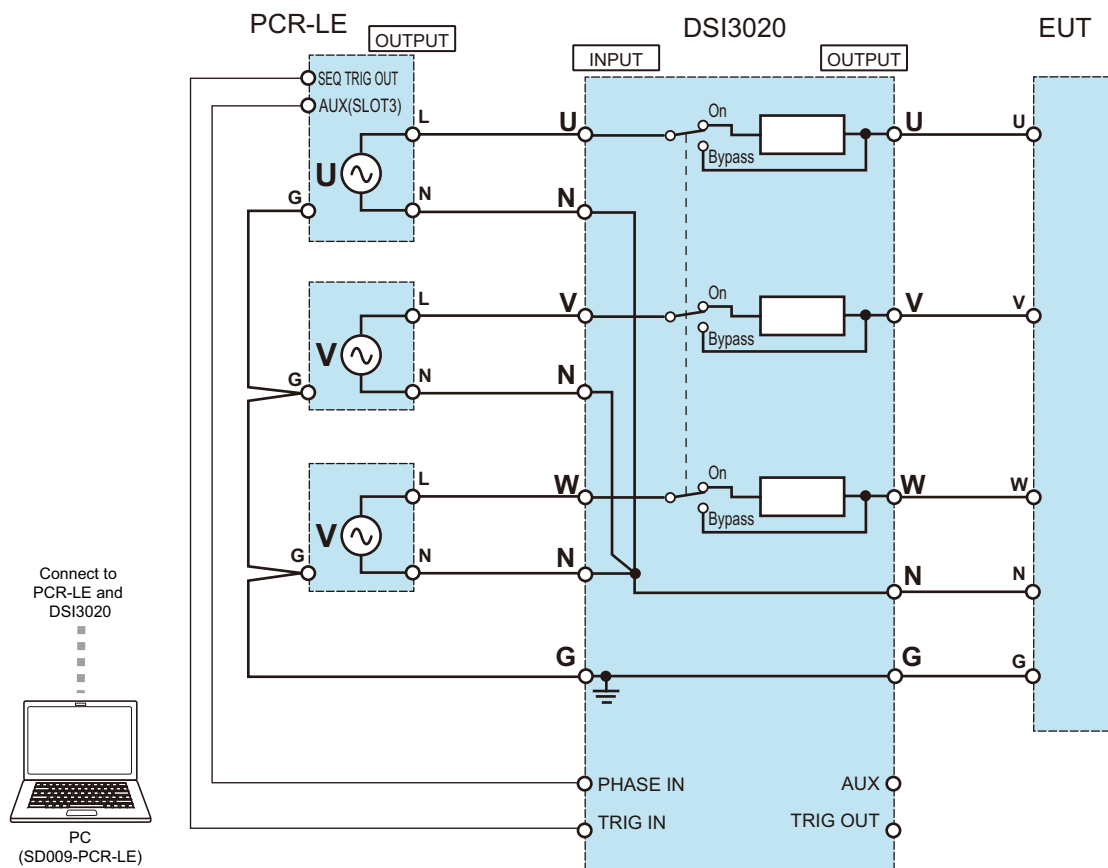 PCR-LE
DSI3020
EUT
OUTPUT
INPUT
OUTPUT
SEQ TRIG OUT
AUX(SLOT3)
L
U
On
U
U
Bypass
U
G
N
N
L
V
On
V
V
Bypass
V
G
N
N
L
W
On
W
W
Bypass
V
G
N
N
N
N
Connect to
PCR-LE and
DSI3020
G
G
G
PHASE IN
AUX
TRIG IN
TRIG OUT
PC
(SD009-PCR-LE)